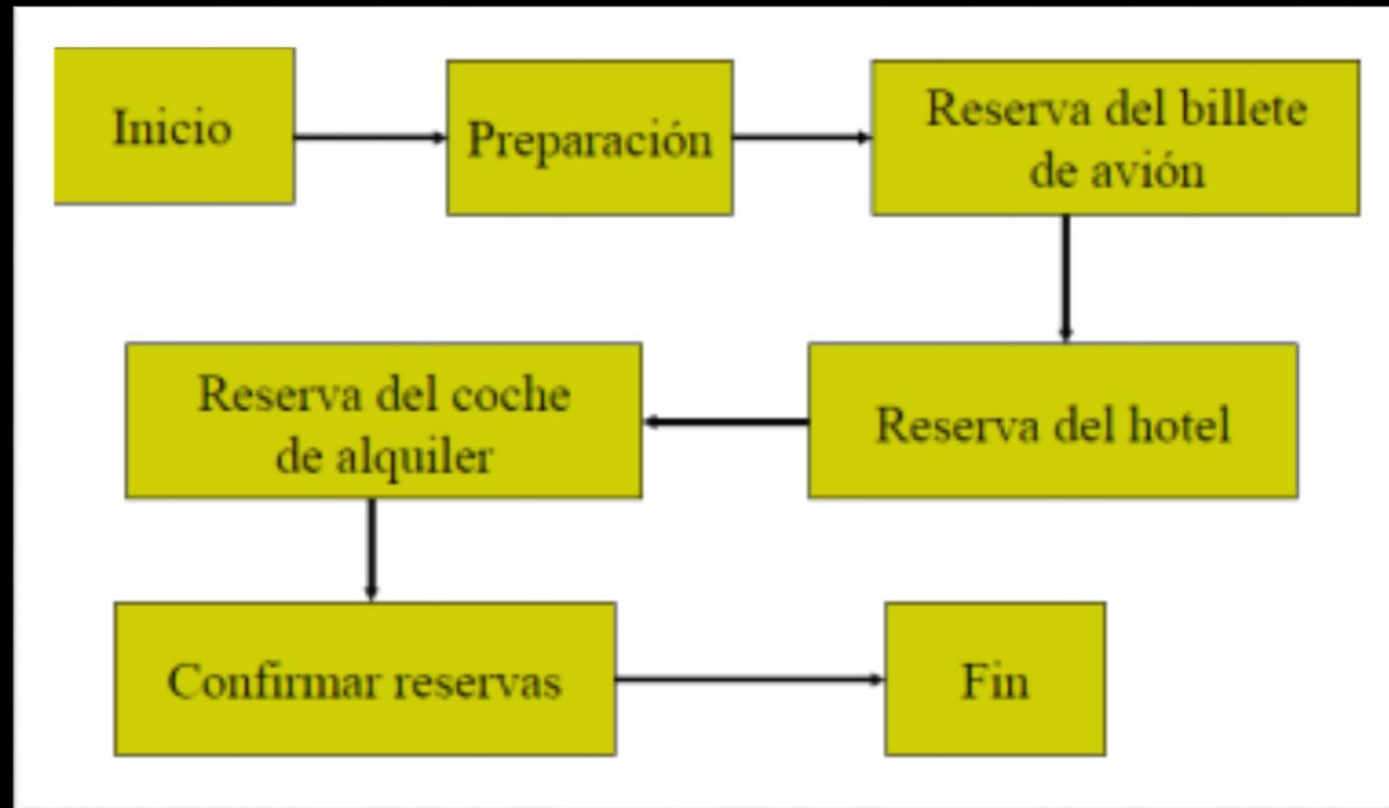 Inicio
Preparación
Reserva del billete
de avión
Reserva del hotel
Reserva del coche
de alquiler
Confirmar reservas
Fin